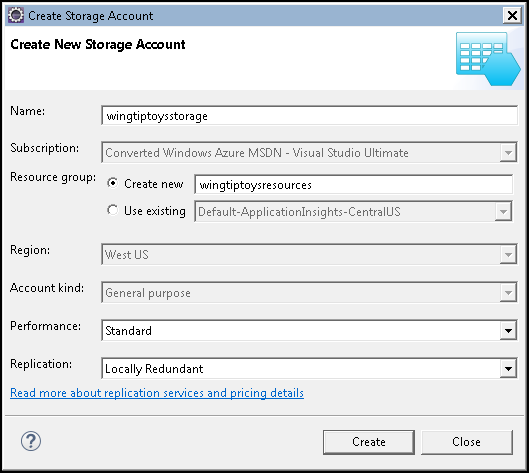 Create Storage Account
Create New Storage Account
Name: wingtiptoysstorage
Subscription: Converted Windows Azure MSDN - Visual Studio Ultimate
Resource group: Create new wingtiptoysresources
Use existing Default-ApplicationInsights-CentralUS
Region: West US
Account kind: General purpose
Performance: Standard
Replication: Locally Redundant
Read more about replication services and pricing details
? Create Close